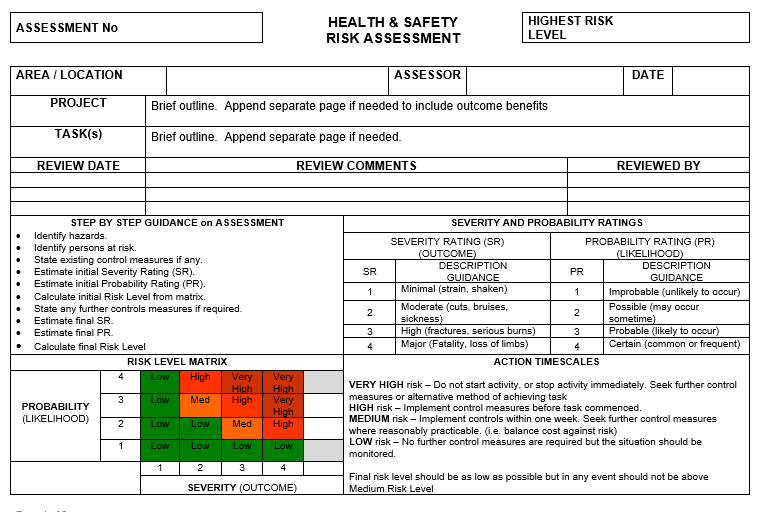 ASSESSMENT No
HEALTH & SAFETY
RISK ASSESSMENT
HIGHEST RISK
LEVEL
AREA / LOCATION
ASSESSOR
DATE
PROJECT
Brief outline.  Append separate page if needed to include outcome benefits
TASK(s)
Brief outline.  Append separate page if needed.
REVIEW DATE
REVIEW COMMENTS
REVIEWED BY
STEP BY STEP GUIDANCE on ASSESSMENT
• Identify hazards.
• Identify persons at risk.
• State existing control measures if any.
• Estimate initial Severity Rating (SR).
• Estimate initial Probability Rating (PR).
• Calculate initial Risk Level from matrix.
• State any further controls measures if required.
• Estimate final SR.
• Estimate final PR.
• Calculate final Risk Level
SEVERITY AND PROBABILITY RATINGS
SEVERITY RATING (SR)
(OUTCOME)
PROBABILITY RATING (PR)
(LIKELIHOOD)
SR
DESCRIPTION
GUIDANCE
PR
DESCRIPTION
GUIDANCE
1 Minimal (strain, shaken) 1 Improbable (unlikely to occur)
2 Moderate (cuts, bruises,
sickness)
2 Possible (may occur
sometime)
3 High (fractures, serious burns) 3 Probable (likely to occur)
4 Major (Fatality, loss of limbs) 4 Certain (common or frequent)
RISK LEVEL MATRIX
PROBABILITY
(LIKELIHOOD)
4 Low High Very
High Very
High
3 Low Med High Very
High
2 Low Low Med High
1 Low Low Low Low
1 2 3 4
SEVERITY (OUTCOME)
ACTION TIMESCALES
VERY HIGH risk – Do not start activity, or stop activity immediately. Seek further control
measures or alternative method of achieving task
HIGH risk – Implement control measures before task commenced.
MEDIUM risk – Implement controls within one week. Seek further control measures
where reasonably practicable. (i.e. balance cost against risk)
LOW risk – No further control measures are required but the situation should be
monitored.
Final risk level should be as low as possible but in any event should not be above
Medium Risk Level